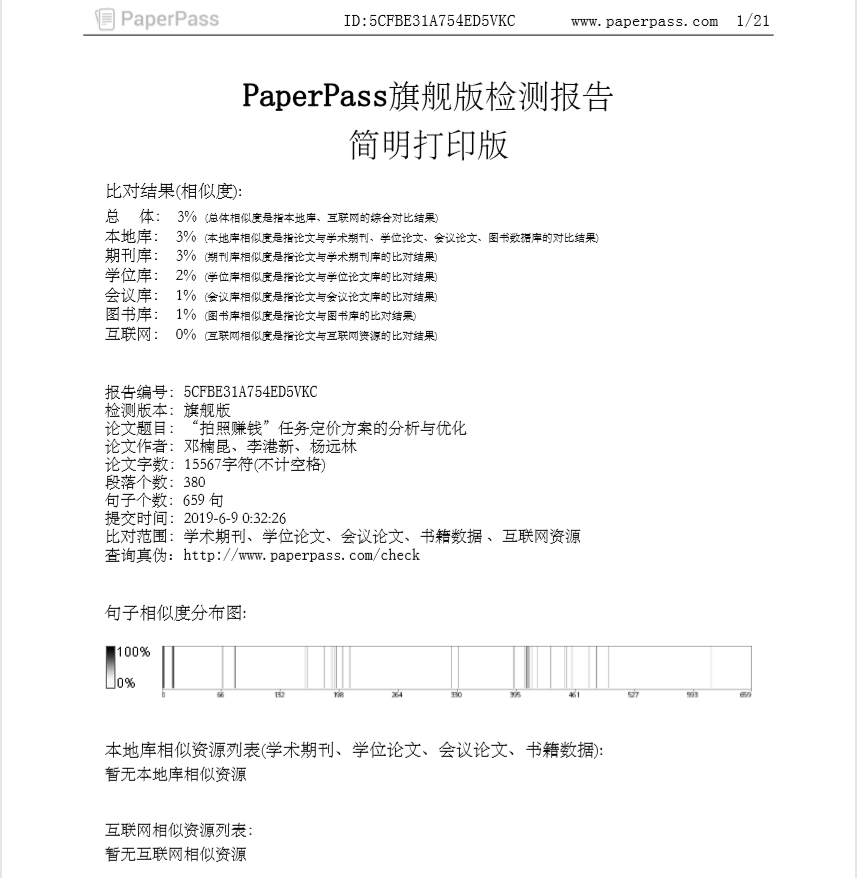 PaperPass ID:5CFBE31A754ED5VKC www.paperpass.com 1/21
PaperPass旗舰版检测报告
简明打印版
比对结果(相似度):
总 体: 3% (总体相似度是指本地库、互联网的综合对比结果)
本地库: 3% (本地库相似度是指论文与学术期刊、学位论文、会议论文、图书数据库的对比结果)
期刊库: 3% (期刊库相似度是指论文与学术期刊库的比对结果)
学位库: 2% (学位库相似度是指论文与学位论文库的比对结果)
会议库: 1% (会议库相似度是指论文与会议论文库的比对结果)
图书库: 1% (图书库相似度是指论文与图书库的比对结果)
互联网: 0% (互联网相似度是指论文与互联网资源的比对结果)
报告编号: 5CFBE31A754ED5VKC
检测版本: 旗舰版
论文题目: “拍照赚钱”任务定价方案的分析与优化
论文作者: 邓楠昆、李港新、杨远林
论文字数: 15567字符(不计空格)
段落个数: 380
句子个数: 659 句
提交时间: 2019-6-9 0:32:26
比对范围: 学术期刊、学位论文、会议论文、书籍数据 、互联网资源
查询真伪: http://www.paperpass.com/check
句子相似度分布图:
100%
0%
0 66 132 198 264 330 395 461 527 593 659
本地库相似资源列表(学术期刊、学位论文、会议论文、书籍数据):
暂无本地库相似资源
互联网相似资源列表:
暂无互联网相似资源